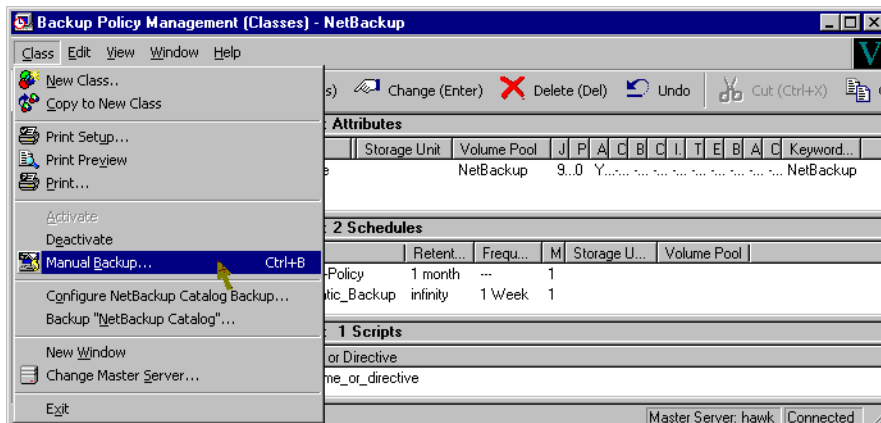 Backup Policy Management (Classes) - NetBackup
Class Edit View Window Help
V
New Class..
Copy to New Class
Print Setup...
Print Preview
Print...
Activate
Deactivate
Manual Backup... Ctrl+B
Configure NetBackup Catalog Backup...
Backup "NetBackup Catalog"...
New Window
Change Master Server...
Exit
s) Change (Enter) Delete (Del) Undo Cut (Ctrl+X)
: Attributes
Storage Unit Volume Pool J P A C B C I. T E B A C Keyword...
e NetBackup 9...0 Y...-... -... -... -... -... -... -... -... NetBackup
: 2 Schedules
Retent... Frequ... M Storage U... Volume Pool
-Policy 1 month --- 1
tic_Backup infinity 1 Week 1
: 1 Scripts
or Directive
me_or_directive
Master Server: hawk Connected